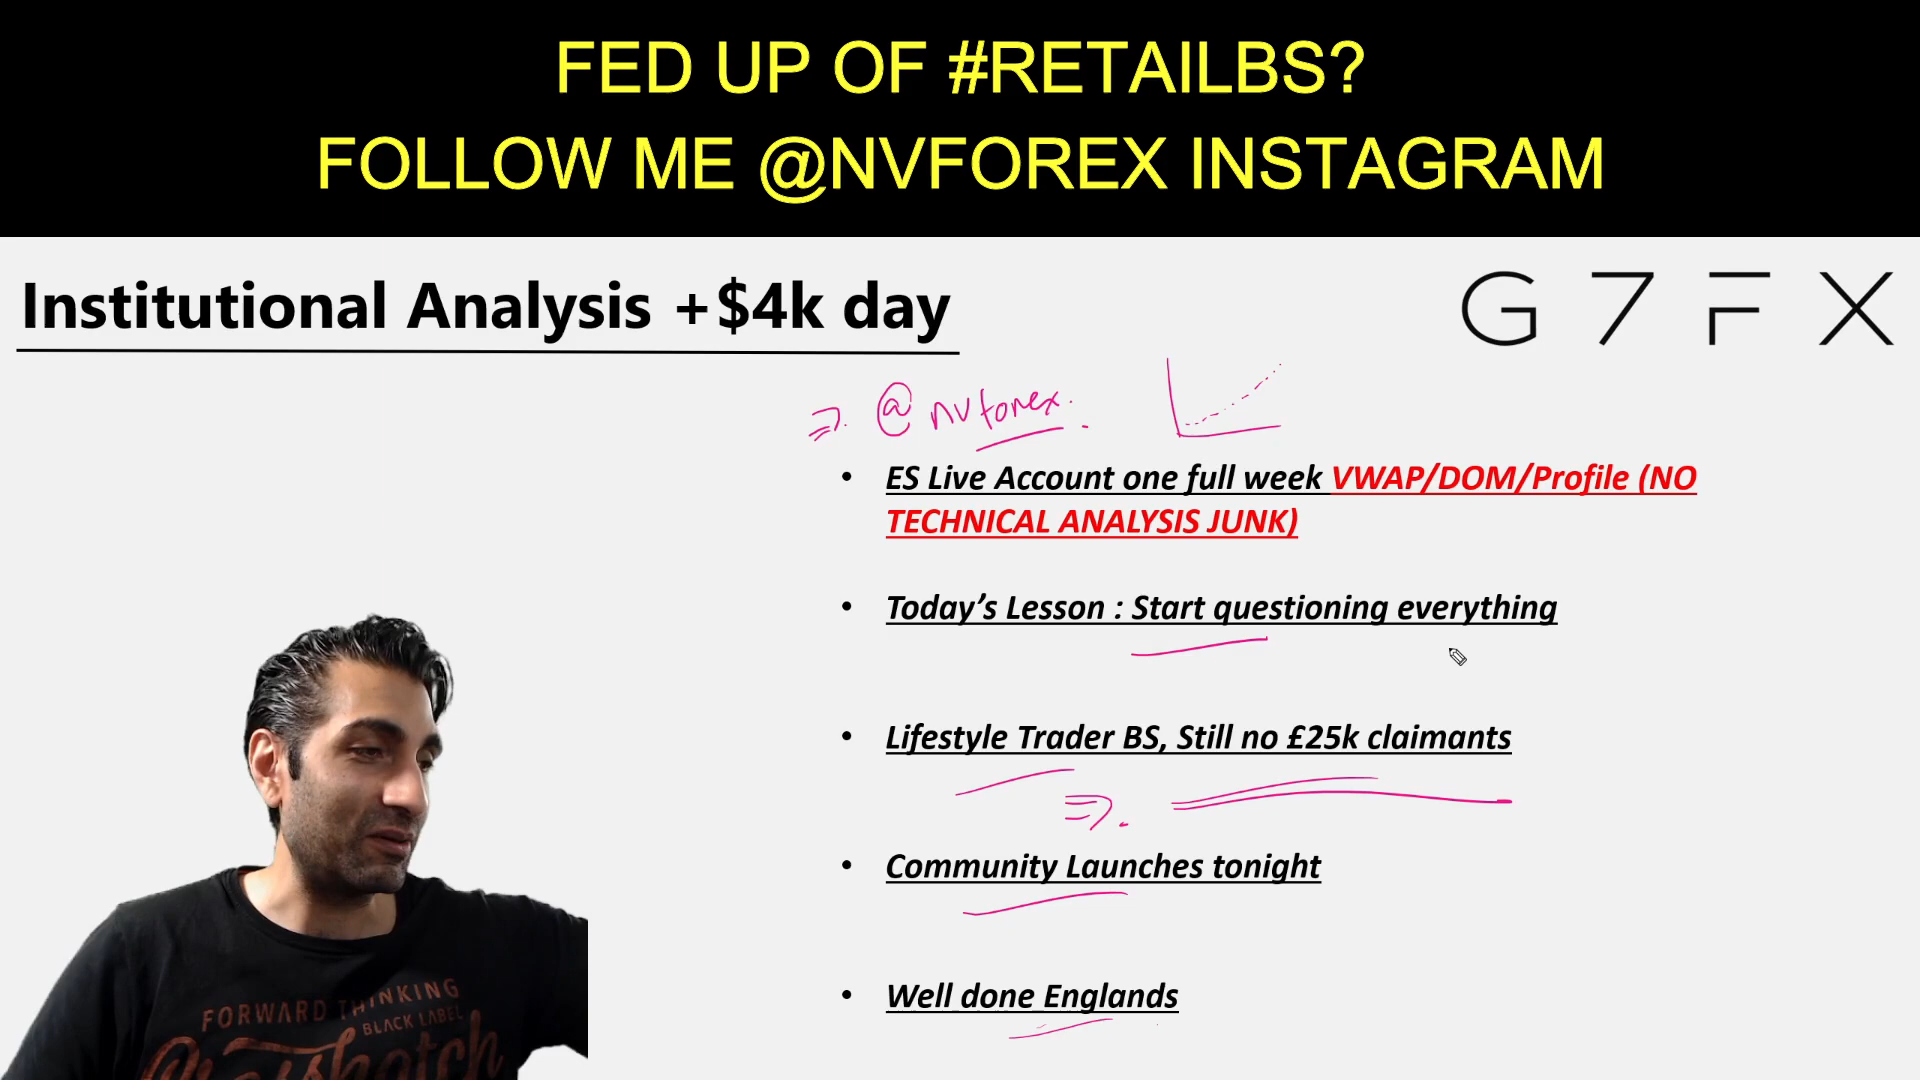 FED UP OF #RETAILBS?
FOLLOW ME @NVFOREX INSTAGRAM
Institutional Analysis +$4k day
G7FX
⇒. @nvforex.
• ES Live Account one full week VWAP/DOM/Profile (NO
TECHNICAL ANALYSIS JUNK)
• Today’s Lesson : Start questioning everything
• Lifestyle Trader BS, Still no £25k claimants
• Community Launches tonight
• Well done Englands
FORWARD THINKING
BLACK LABEL